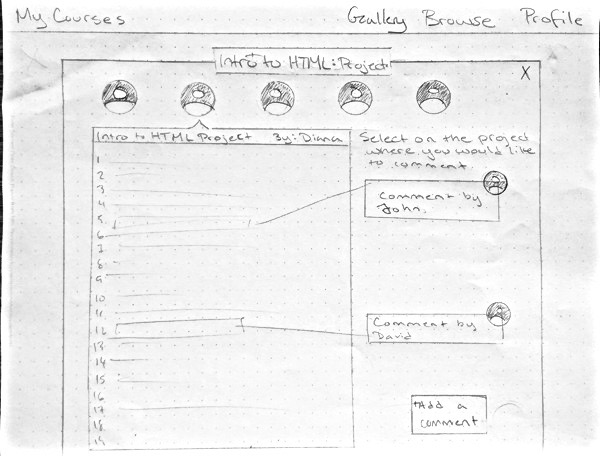 My Courses Gallery Browse Profile
Intro to HTML: Project
X
Intro to HTML Project By: Diana
Select on the project
where you would like
to comment.
1
2
3
4
5
6
7
8
9
10
11
12
13
14
15
16
17
18
19
Comment by
John.
Comment by
David
+Add a
comment